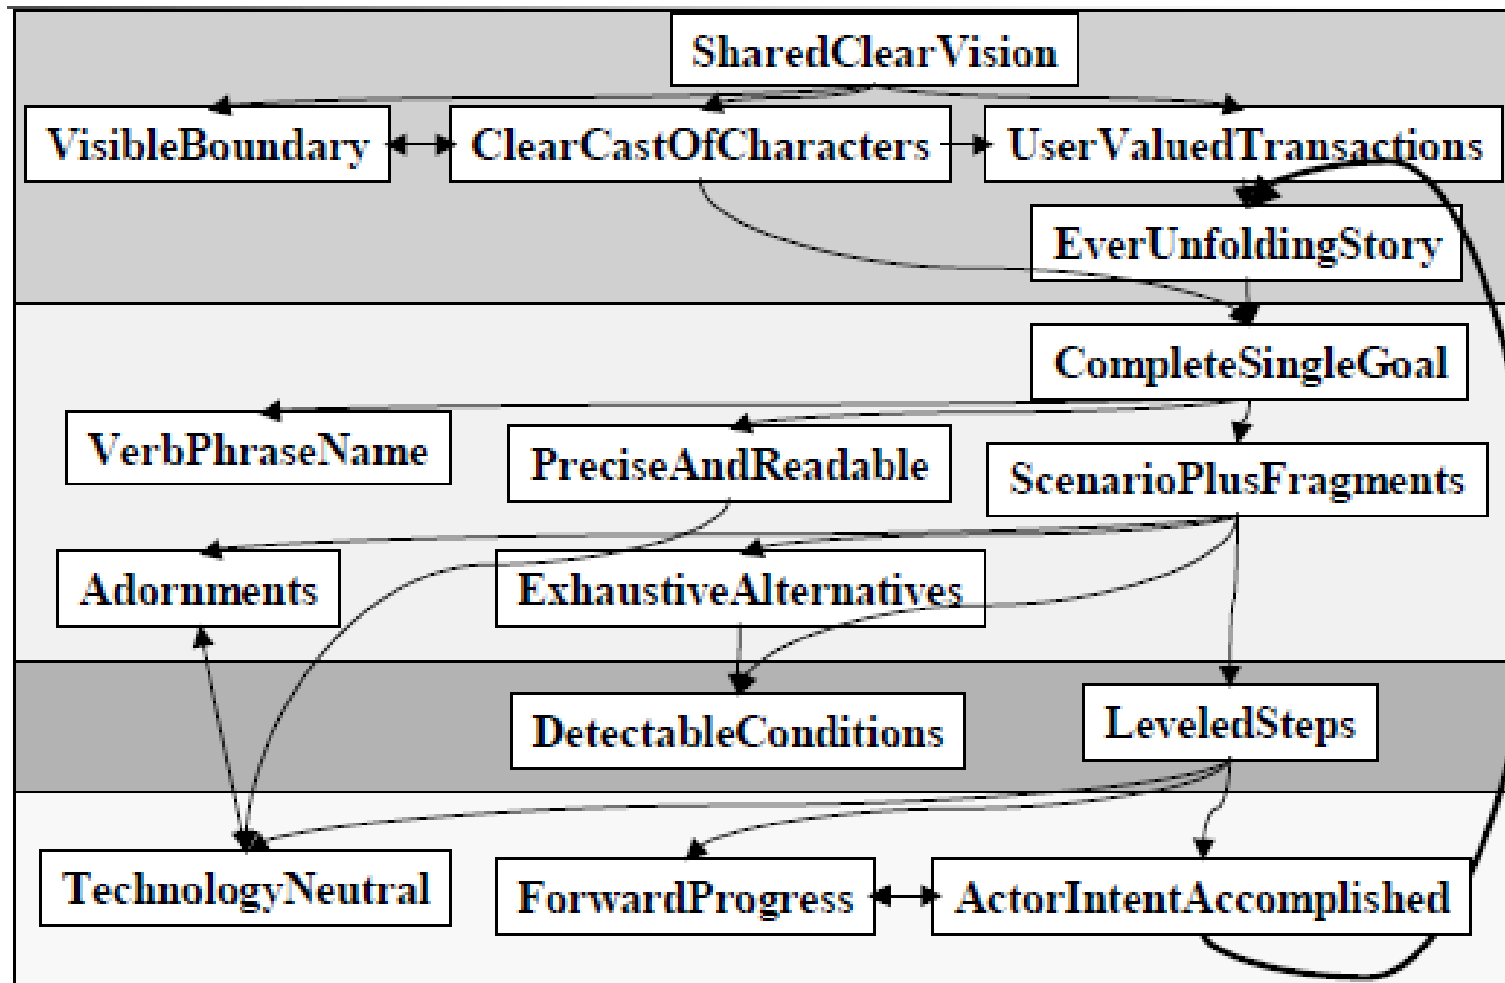 SharedClearVision
VisibleBoundary
ClearCastOfCharacters
UserValuedTransactions
EverUnfoldingStory
CompleteSingleGoal
VerbPhraseName
PreciseAndReadable
ScenarioPlusFragments
Adornments
ExhaustiveAlternatives
DetectableConditions
LeveledSteps
TechnologyNeutral
ForwardProgress
ActorIntentAccomplished